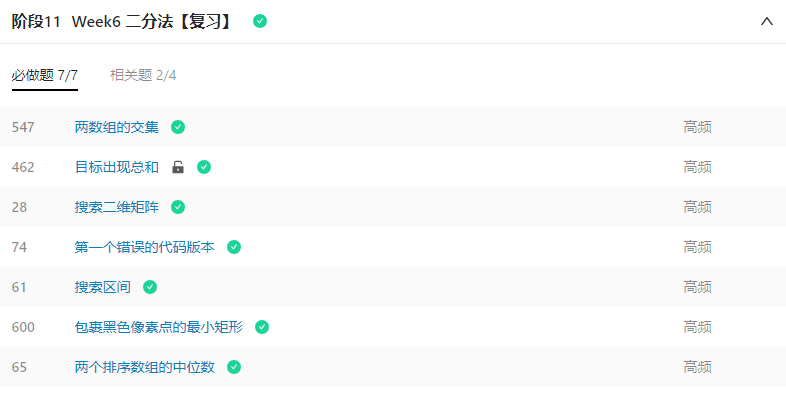 阶段11 Week6 二分法【复习】
必做题 7/7 相关题 2/4
547 两数组的交集 高频
462 目标出现总和 高频
28 搜索二维矩阵 高频
74 第一个错误的代码版本 高频
61 搜索区间 高频
600 包裹黑色像素点的最小矩形 高频
65 两个排序数组的中位数 高频